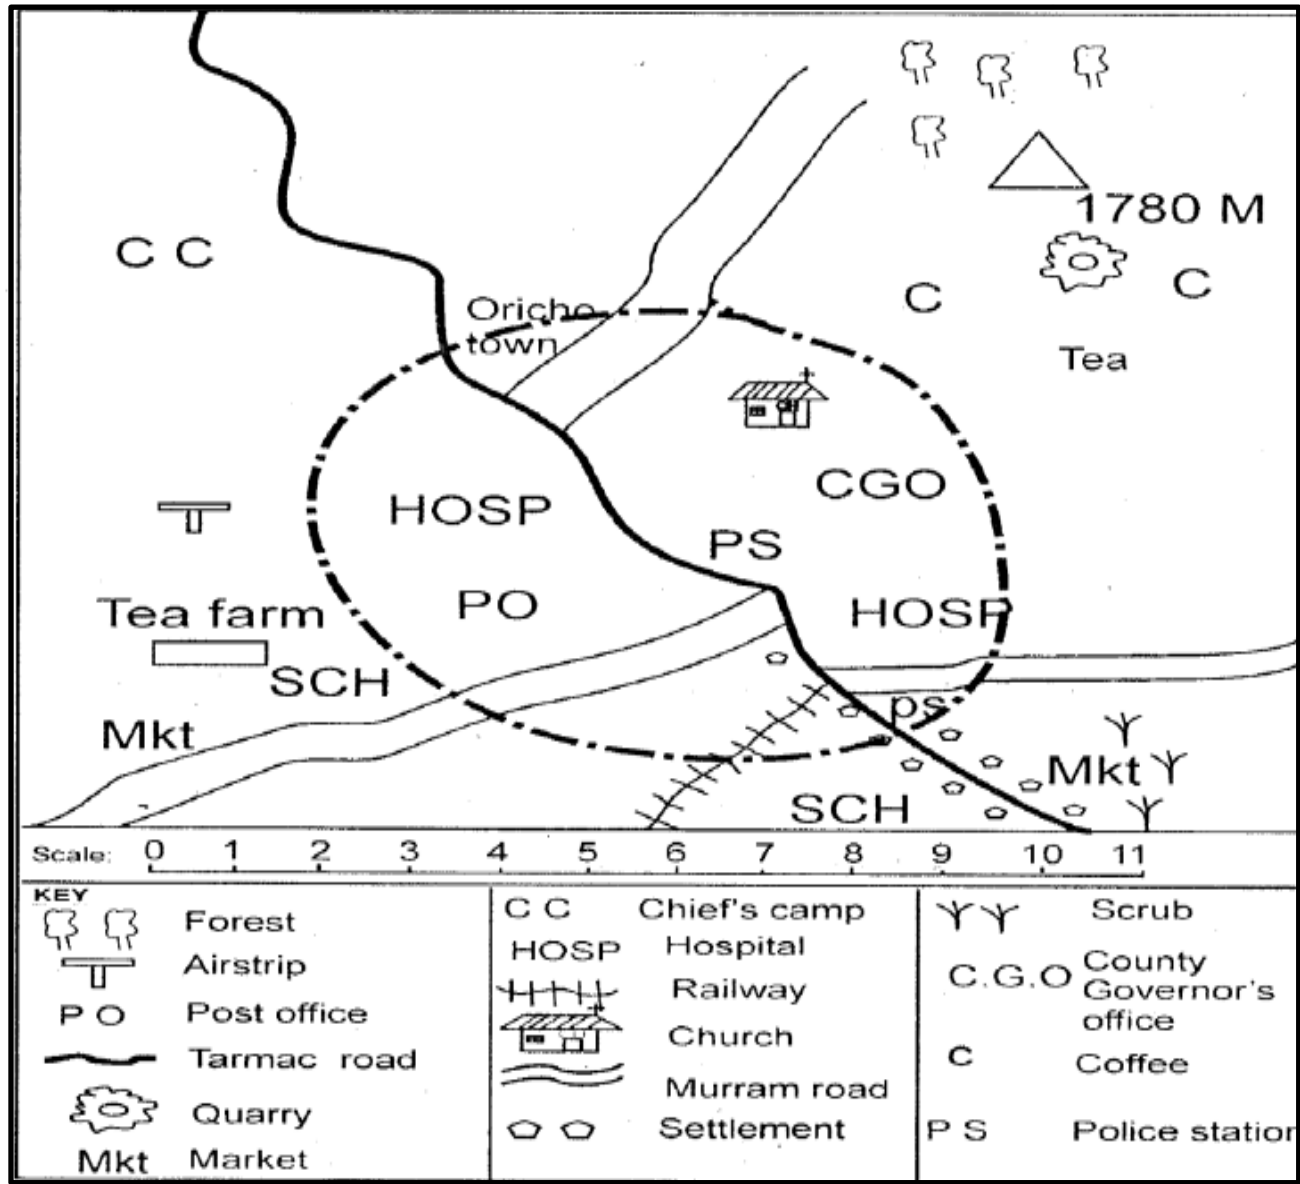 1780 M
C C
C
C
Oricho
town
Tea
CGO
HOSP
PS
PO
Tea farm
HOSP
SCH
ps
Mkt
Mkt
SCH
Scale: 0 1 2 3 4 5 6 7 8 9 10 11
KEY
Forest
Airstrip
P O Post office
Tarmac road
Quarry
Mkt Market
C C Chief's camp
HOSP Hospital
Railway
Church
Murram road
Settlement
Scrub
C.G.O County
Governor's
office
C Coffee
P S Police station